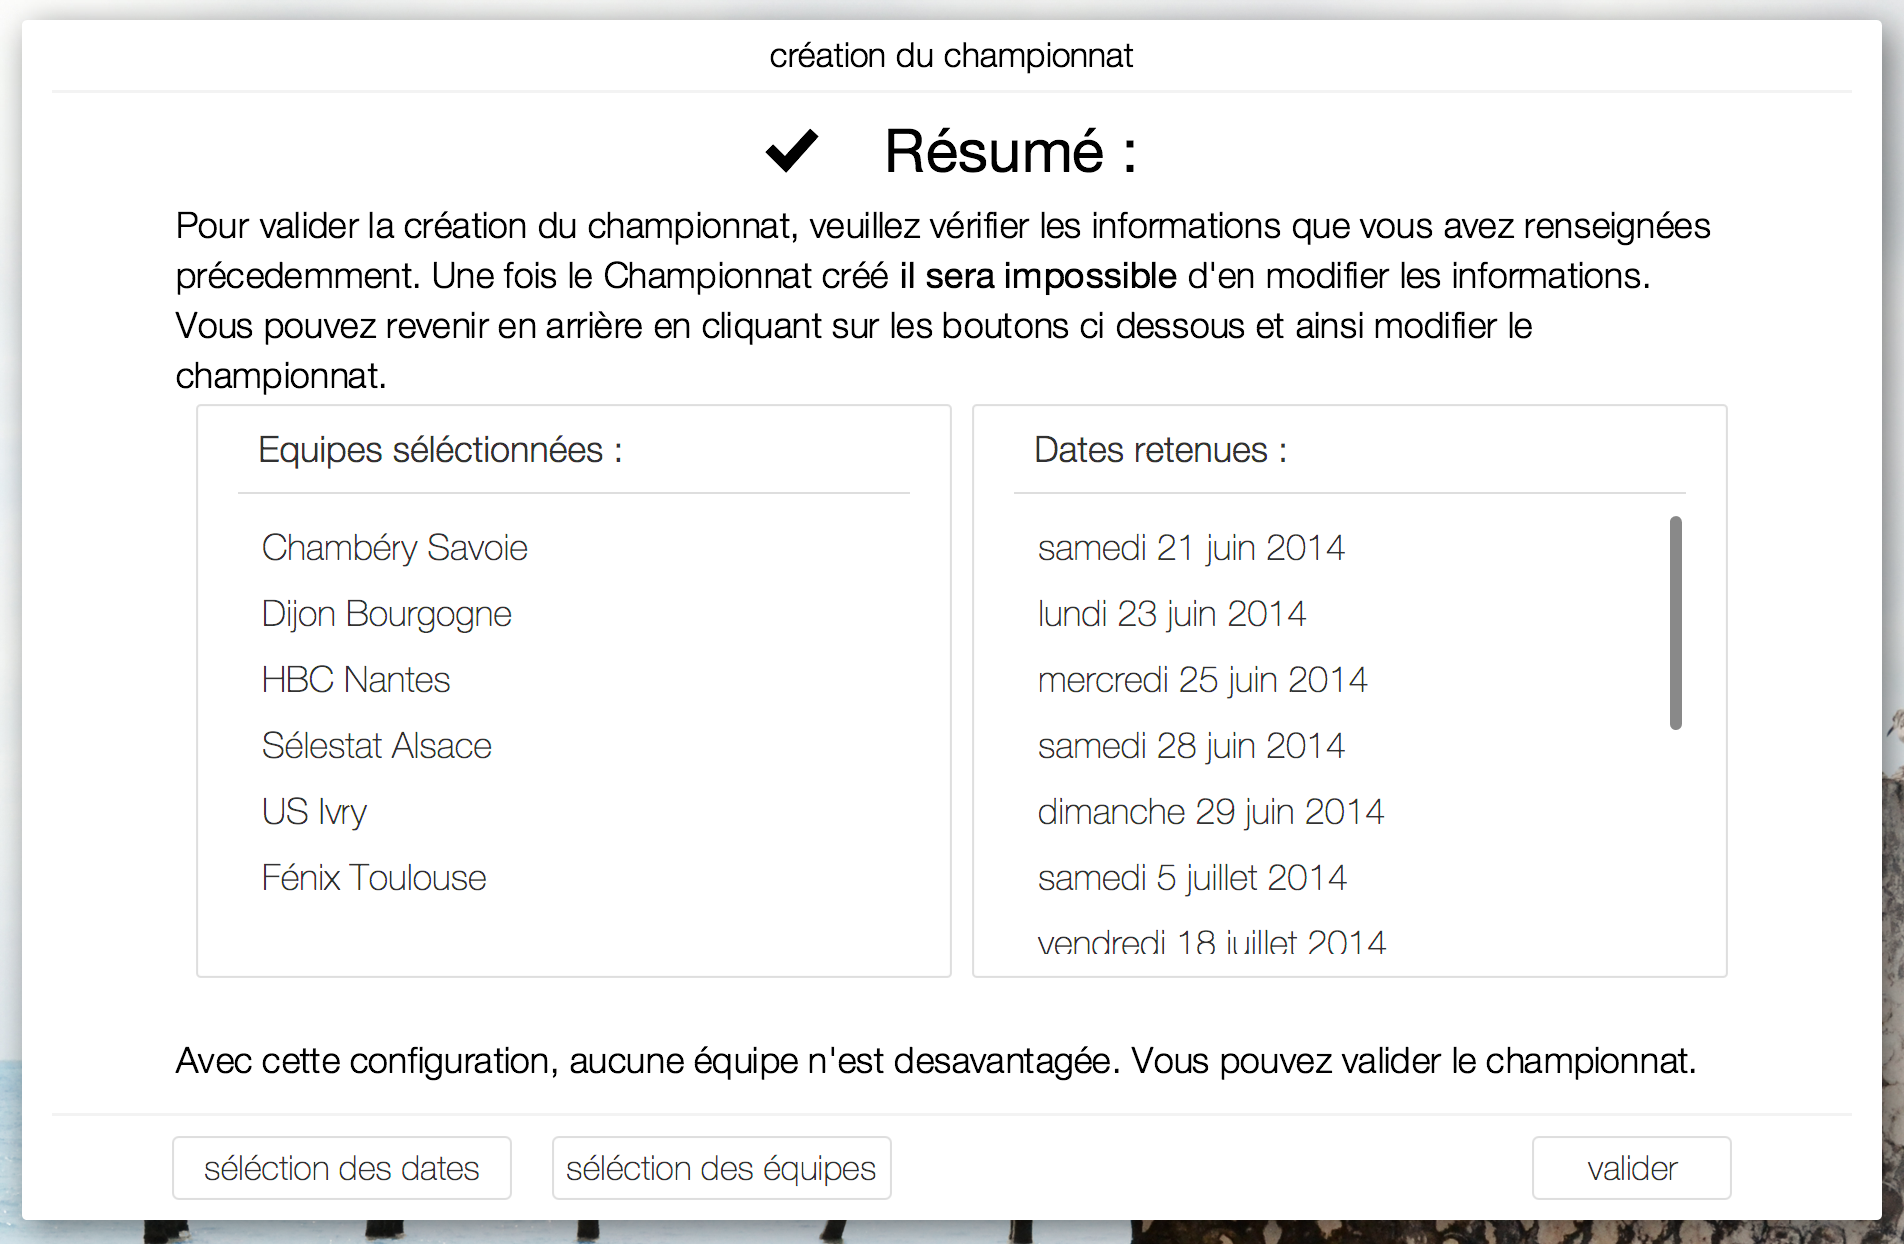 création du championnat
Résumé :
Pour valider la création du championnat, veuillez vérifier les informations que vous avez renseignées
précedemment. Une fois le Championnat créé il sera impossible d'en modifier les informations.
Vous pouvez revenir en arrière en cliquant sur les boutons ci dessous et ainsi modifier le
championnat.
Equipes séléctionnées :
Chambéry Savoie
Dijon Bourgogne
HBC Nantes
Sélestat Alsace
US Ivry
Fénix Toulouse
Dates retenues :
samedi 21 juin 2014
lundi 23 juin 2014
mercredi 25 juin 2014
samedi 28 juin 2014
dimanche 29 juin 2014
samedi 5 juillet 2014
vendredi 18 juillet 2014
Avec cette configuration, aucune équipe n'est desavantagée. Vous pouvez valider le championnat.
séléction des dates
séléction des équipes
valider